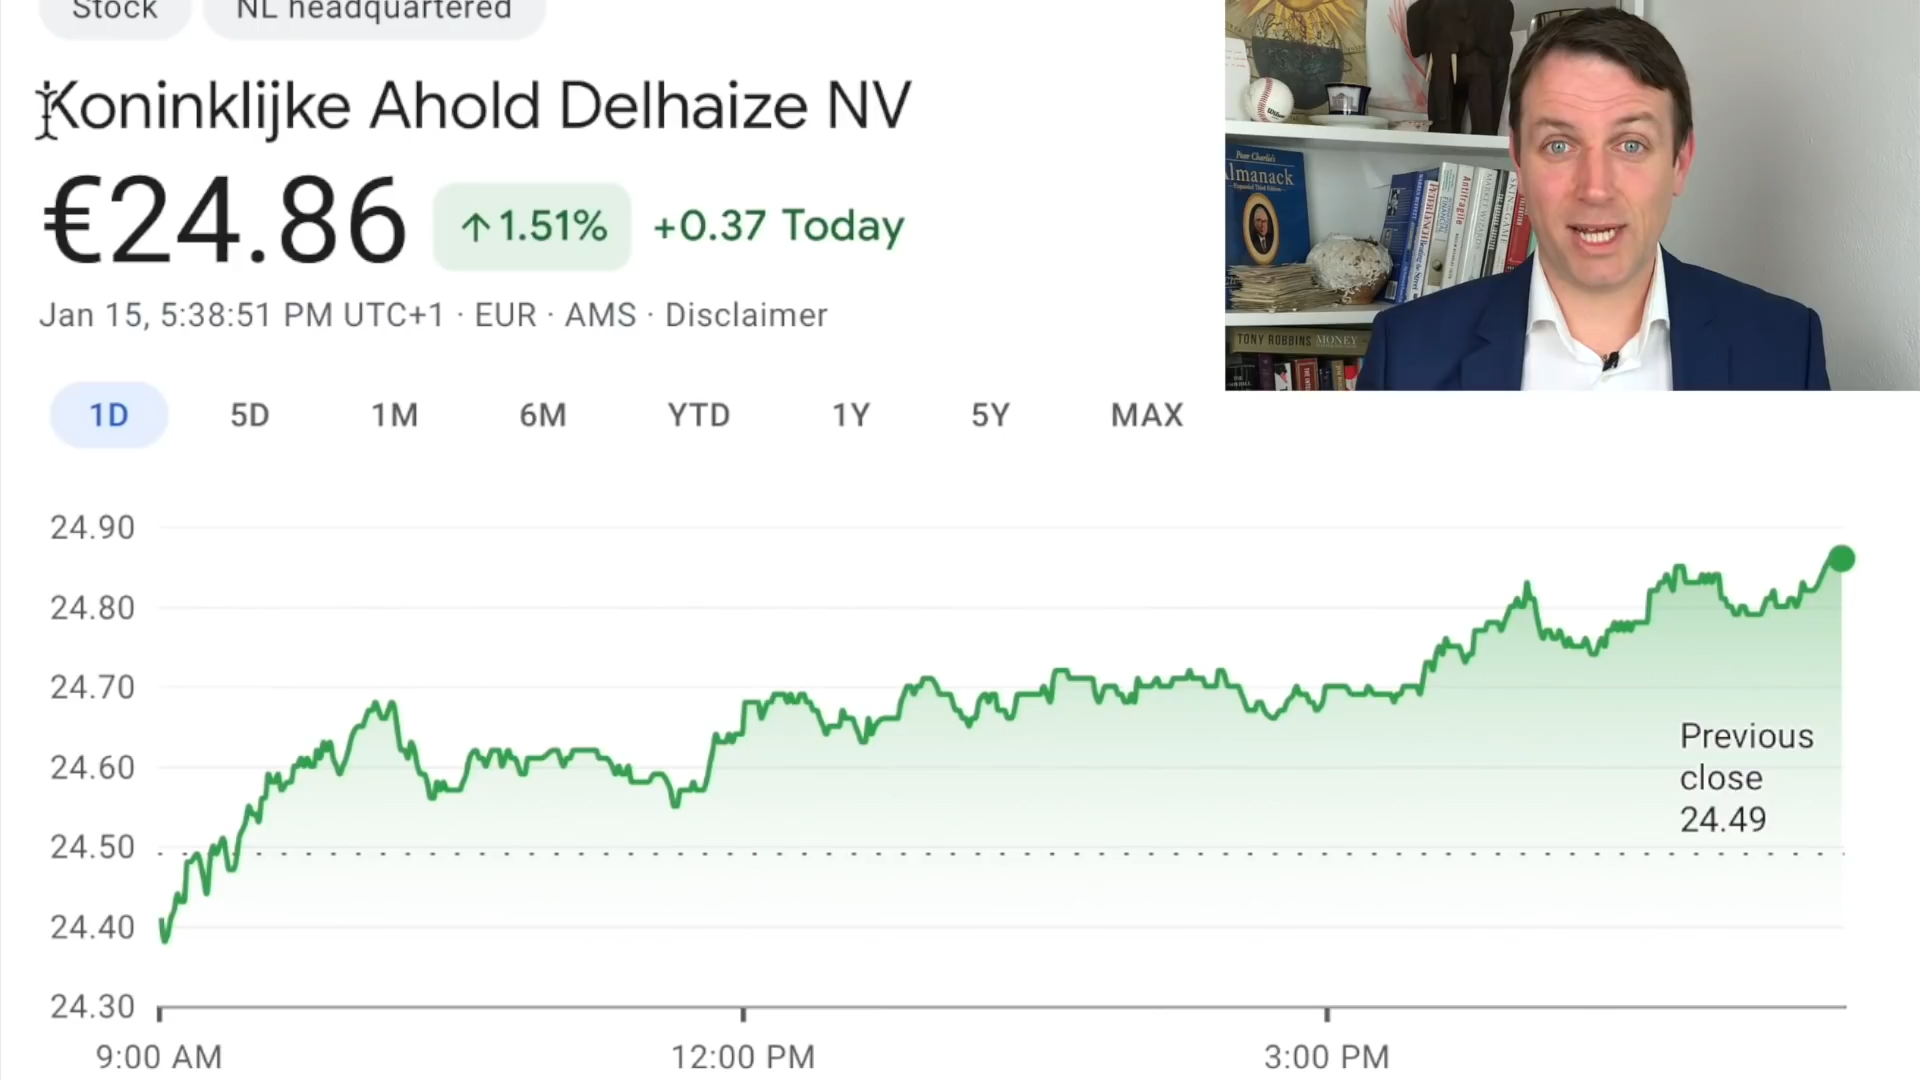 Stock
NL headquartered
Koninklijke Ahold Delhaize NV
€24.86
↑1.51%
+0.37 Today
Jan 15, 5:38:51 PM UTC+1 · EUR · AMS · Disclaimer
1D
5D
1M
6M
YTD
1Y
5Y
MAX
24.90
24.80
24.70
24.60
24.50
24.40
24.30
Previous
close
24.49
9:00 AM
12:00 PM
3:00 PM
Poor Charlie's
Almanack
Antifragile
TONY ROBBINS MONEY